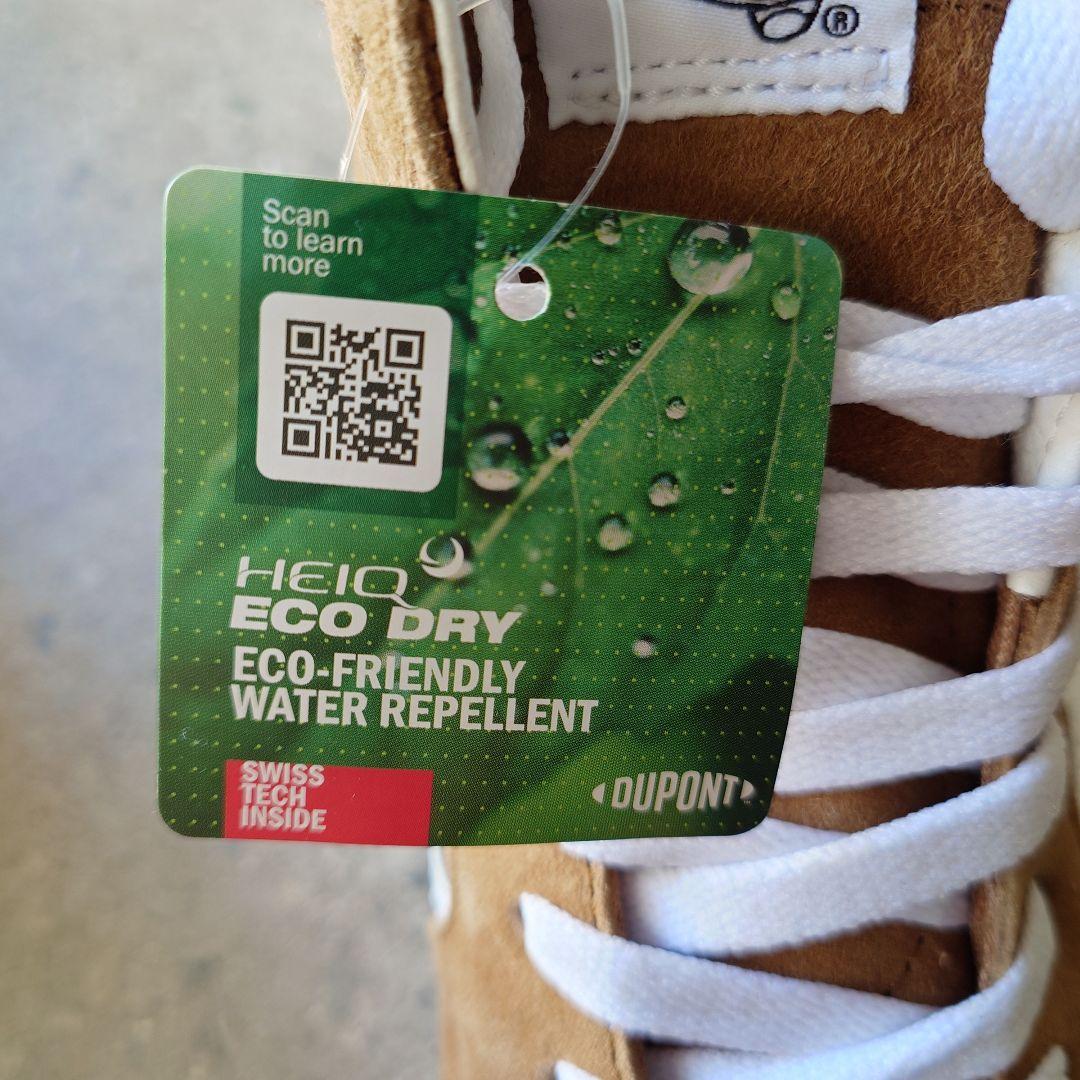 ®
Scan
to learn
more
HEIQ
ECO DRY
ECO-FRIENDLY
WATER REPELLENT
SWISS
TECH
INSIDE
DUPONT